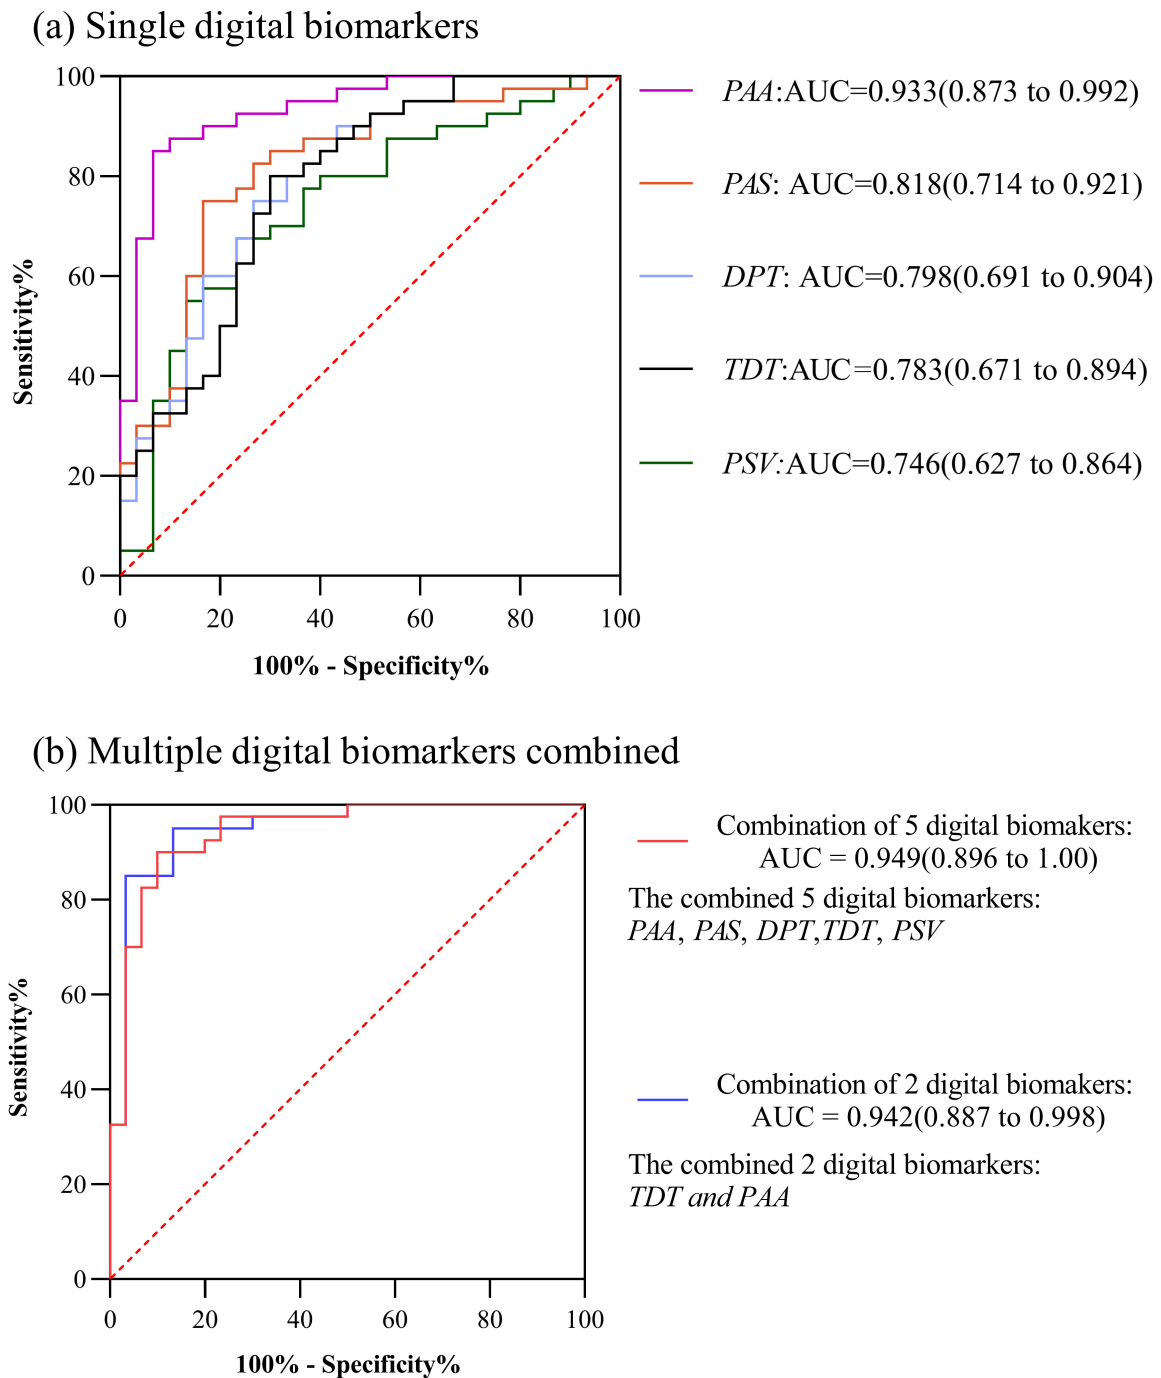 (a) Single digital biomarkers
100
80
60
40
20
0
Sensitivity%
0 20 40 60 80 100
100% - Specificity%
PAA:AUC=0.933(0.873 to 0.992)
PAS: AUC=0.818(0.714 to 0.921)
DPT: AUC=0.798(0.691 to 0.904)
TDT:AUC=0.783(0.671 to 0.894)
PSV:AUC=0.746(0.627 to 0.864)
(b) Multiple digital biomarkers combined
100
80
60
40
20
0
Sensitivity%
0 20 40 60 80 100
100% - Specificity%
Combination of 5 digital biomakers:
AUC = 0.949(0.896 to 1.00)
The combined 5 digital biomarkers:
PAA, PAS, DPT,TDT, PSV
Combination of 2 digital biomakers:
AUC = 0.942(0.887 to 0.998)
The combined 2 digital biomarkers:
TDT and PAA